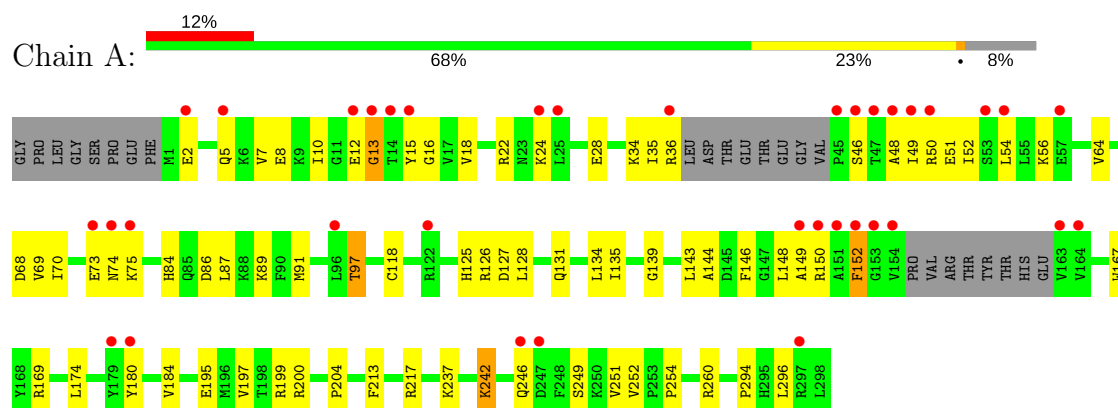 12%
Chain A:
68% 23% • 8%
GLY PRO LEU GLY SER PRO GLU PHE M1 E2 Q5 K6 V7 E8 K9 I10 G11 E12 G13 T14 Y15 G16 V17 V18 R22 N23 K24 L25 E28 K34 I35 R36 LEU ASP THR GLU THR GLU GLY VAL P45 S46 T47 A48 I49 R50 E51 I52 S53 L54 L55 K56 E57 V64
D68 V69 I70 E73 N74 K75 H84 Q85 D86 L87 K88 K89 F90 M91 L96 T97 C118 R122 H125 R126 D127 L128 Q131 L134 I135 G139 L143 A144 D145 F146 G147 L148 A149 R150 A151 F152 G153 V154 PRO VAL ARG THR TYR THR HIS GLU V163 V164 W167
Y168 R169 L174 Y179 Y180 V184 E195 M196 V197 T198 R199 R200 P204 F213 R217 K237 K242 Q246 D247 F248 S249 K250 V251 V252 P253 P254 R260 P294 H295 L296 R297 L298